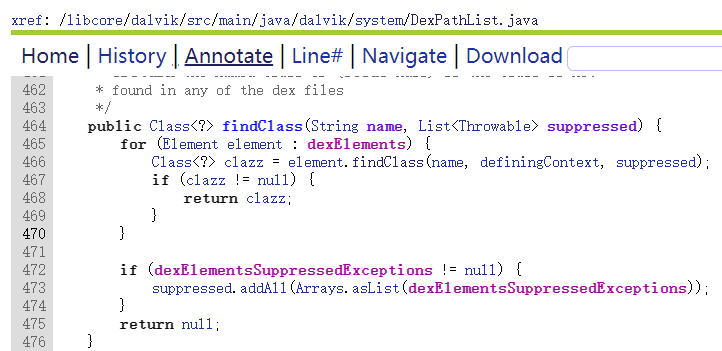 xref: /libcore/dalvik/src/main/java/dalvik/system/DexPathList.java
Home | History | Annotate | Line# | Navigate | Download
462      * found in any of the dex files
463      */
464     public Class<?> findClass(String name, List<Throwable> suppressed) {
465         for (Element element : dexElements) {
466             Class<?> clazz = element.findClass(name, definingContext, suppressed);
467             if (clazz != null) {
468                 return clazz;
469             }
470         }
471
472         if (dexElementsSuppressedExceptions != null) {
473             suppressed.addAll(Arrays.asList(dexElementsSuppressedExceptions));
474         }
475         return null;
476     }